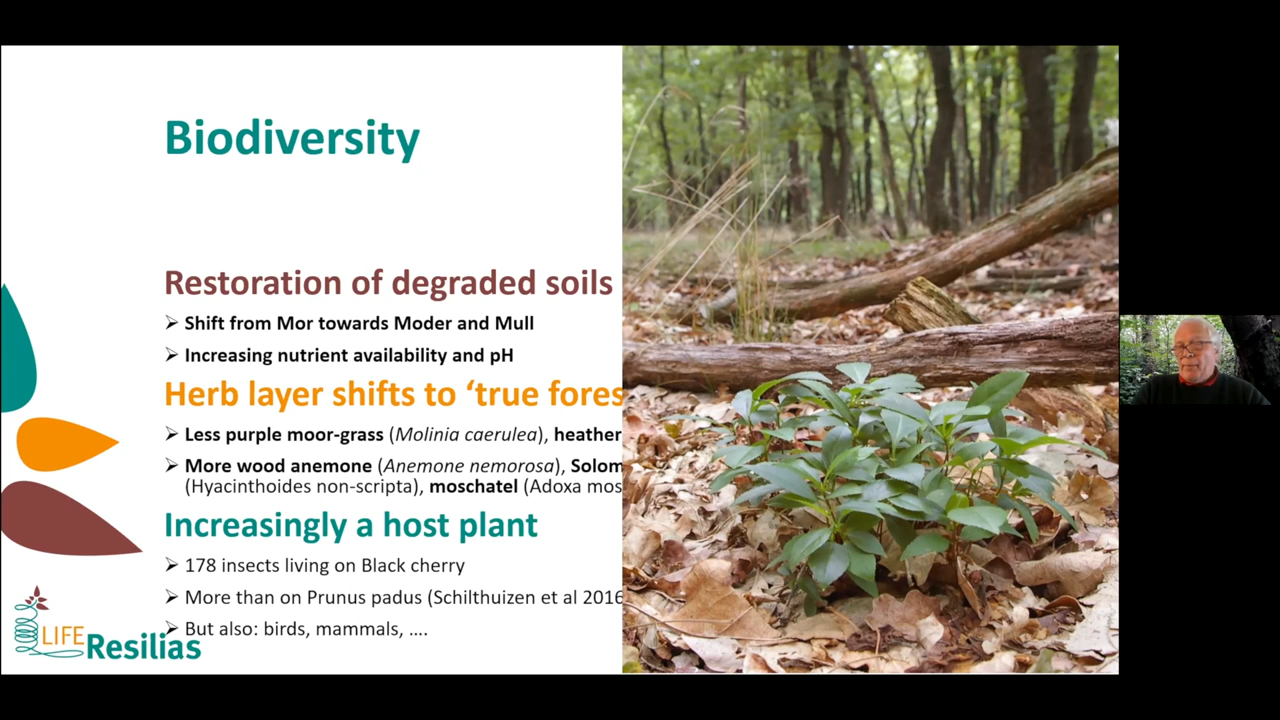 Biodiversity
Restoration of degraded soils
➢ Shift from Mor towards Moder and Mull
➢ Increasing nutrient availability and pH
Herb layer shifts to ‘true fores
➢ Less purple moor-grass (Molinia caerulea), heather
➢ More wood anemone (Anemone nemorosa), Solom
(Hyacinthoides non-scripta), moschatel (Adoxa mos
Increasingly a host plant
➢ 178 insects living on Black cherry
➢ More than on Prunus padus (Schilthuizen et al 2016
➢ But also: birds, mammals, ....
LIFE Resilias